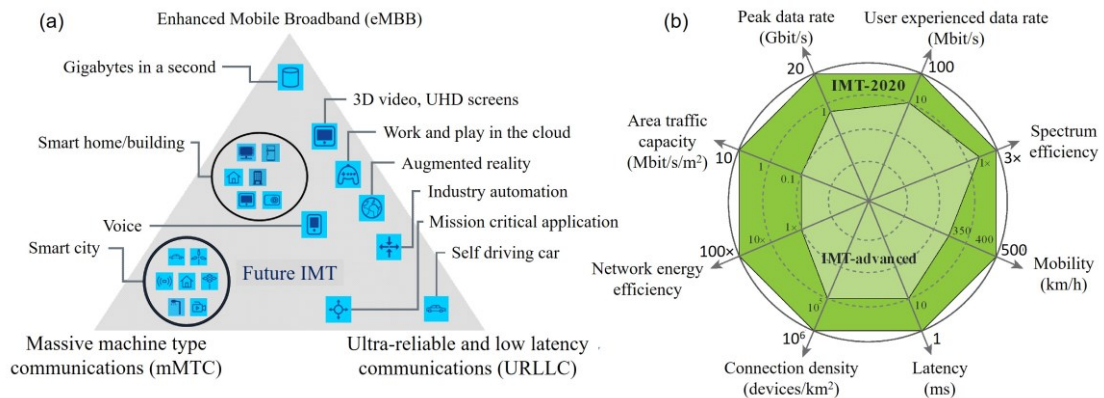 (a)
Enhanced Mobile Broadband (eMBB)
Gigabytes in a second
3D video, UHD screens
Smart home/building
Work and play in the cloud
Augmented reality
Industry automation
Voice
Mission critical application
Smart city
Self driving car
Future IMT
Massive machine type
communications (mMTC)
Ultra-reliable and low latency
communications (URLLC)
(b)
Peak data rate
(Gbit/s)
User experienced data rate
(Mbit/s)
20
100
IMT-2020
1
10
Area traffic
capacity
(Mbit/s/m²)
10
1
0.1
Spectrum
efficiency
3×
1×
Network energy
efficiency
100×
10×
1×
Mobility
(km/h)
350
400
500
IMT-advanced
10⁵
10
10⁶
1
Connection density
(devices/km²)
Latency
(ms)